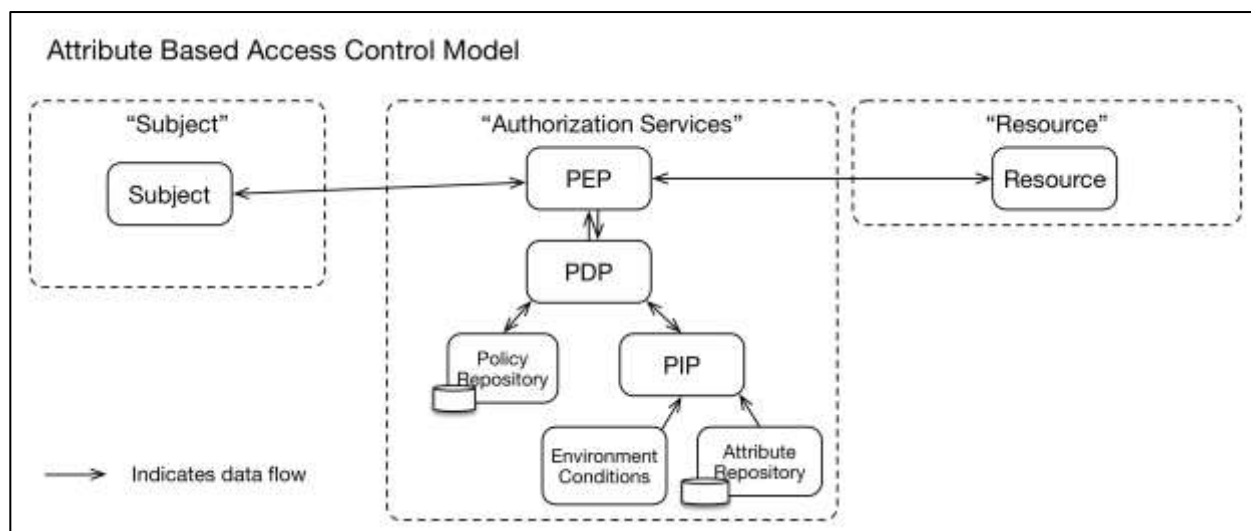 Attribute Based Access Control Model
“Subject”
“Authorization Services”
“Resource”
Subject
PEP
Resource
PDP
Policy
Repository
PIP
Environment
Conditions
Attribute
Repository
Indicates data flow